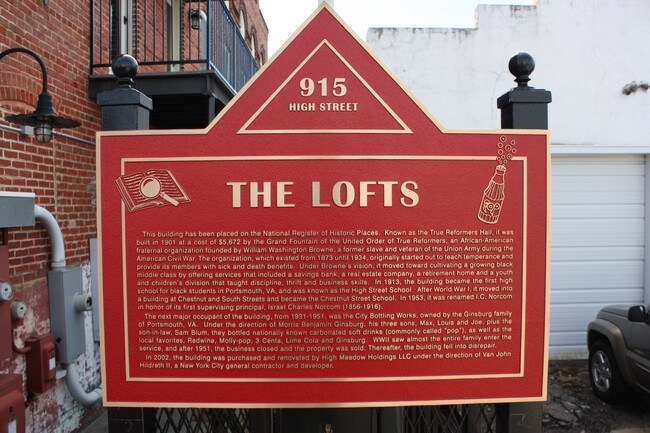 915
HIGH STREET
THE LOFTS
This building has been placed on the National Register of Historic Places. Known as the True Reformers Hall, it was
built in 1901 at a cost of $5,672 by the Grand Fountain of the United Order of True Reformers, an African-American
fraternal organization founded by William Washington Browne, a former slave and veteran of the Union Army during the
American Civil War. The organization, which existed from 1873 until 1934, originally started out to teach temperance and
provide its members with sick and death benefits. Under Browne's vision, it moved toward cultivating a growing black
middle class by offering services that included a savings bank, a real estate company, a retirement home and a youth
and children's division that taught discipline, thrift and business skills. In 1913, the building became the first high
school for black students in Portsmouth, VA, and was known as the High Street School. After World War I, it moved into
a building at Chestnut and South Streets and became the Chestnut Street School. In 1953, it was renamed I.C. Norcom
in honor of its first supervising principal, Israel Charles Norcom (1856-1916).
The next major occupant of the building, from 1931-1951, was the City Bottling Works, owned by the Ginsburg family
of Portsmouth, VA. Under the direction of Morris Benjamin Ginsburg, his three sons, Max, Louis and Joe, plus the
son-in-law, Sam Blum, they bottled nationally known carbonated soft drinks (commonly called "pop"), as well as the
local favorites, Redwine, Molly-pop, 3 Centa, Lime Cola and Ginsburg. WWII saw almost the entire family enter the
service, and after 1951, the business closed and the property was sold. Thereafter, the building fell into disrepair.
In 2002, the building was purchased and renovated by High Meadow Holdings LLC under the direction of Van John
Hildreth II, a New York City general contractor and developer.